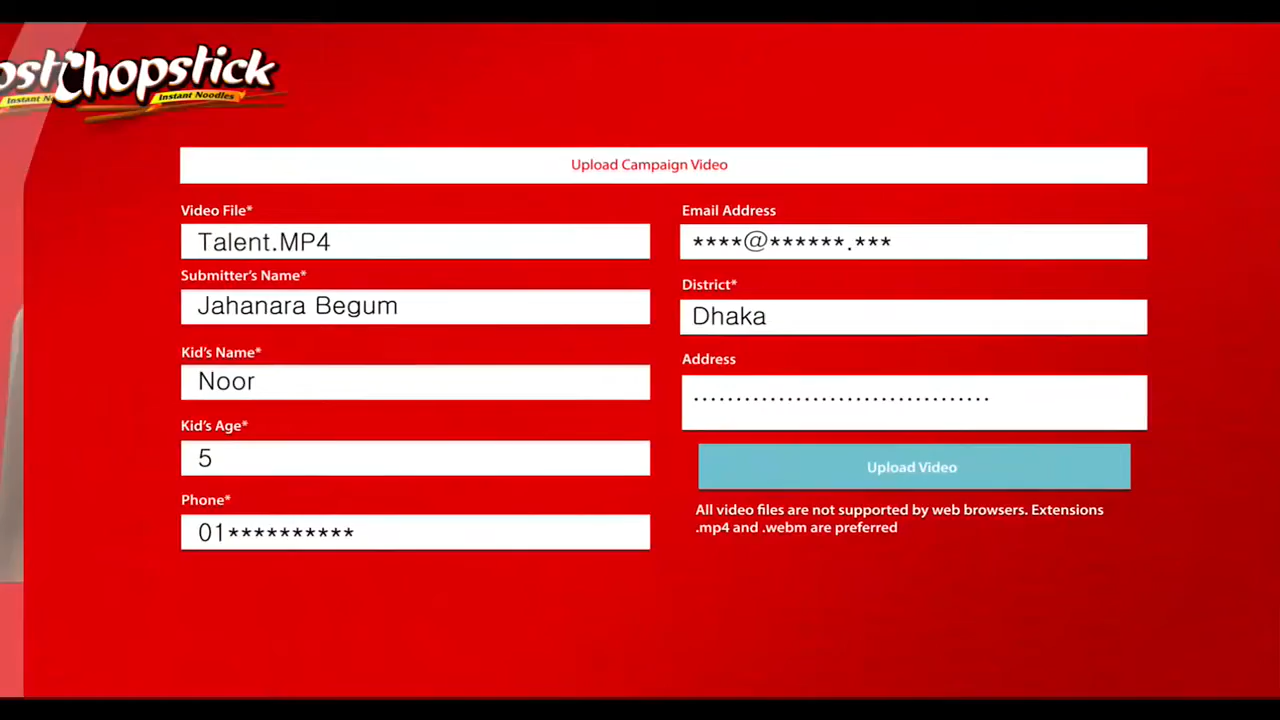 Chopstick
Instant Noodles
Upload Campaign Video
Video File*
Talent.MP4
Submitter's Name*
Jahanara Begum
Kid's Name*
Noor
Kid's Age*
5
Phone*
01**********
Email Address
****@******.***
District*
Dhaka
Address
...................................
Upload Video
All video files are not supported by web browsers. Extensions
.mp4 and .webm are preferred